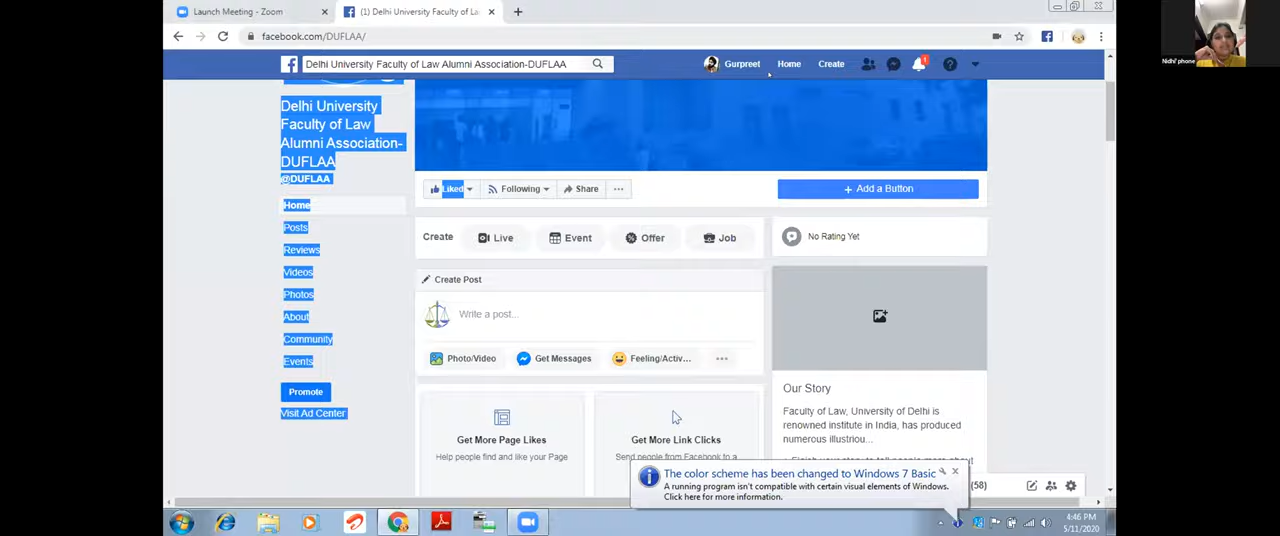 Launch Meeting - Zoom
(1) Delhi University Faculty of La
facebook.com/DUFLAA/
Delhi University Faculty of Law Alumni Association-DUFLAA
Gurpreet
Home
Create
1
Nidhi' phone
Delhi University
Faculty of Law
Alumni Association-
DUFLAA
@DUFLAA
Home
Posts
Reviews
Videos
Photos
About
Community
Events
Promote
Visit Ad Center
Liked
Following
Share
+ Add a Button
Create
Live
Event
Offer
Job
No Rating Yet
Create Post
Write a post...
Photo/Video
Get Messages
Feeling/Activ...
Get More Page Likes
Help people find and like your Page
Get More Link Clicks
Send people from Facebook to a
Our Story
Faculty of Law, University of Delhi is
renowned institute in India, has produced
numerous illustriou...
The color scheme has been changed to Windows 7 Basic
A running program isn't compatible with certain visual elements of Windows.
Click here for more information.
(58)
4:46 PM
5/11/2020